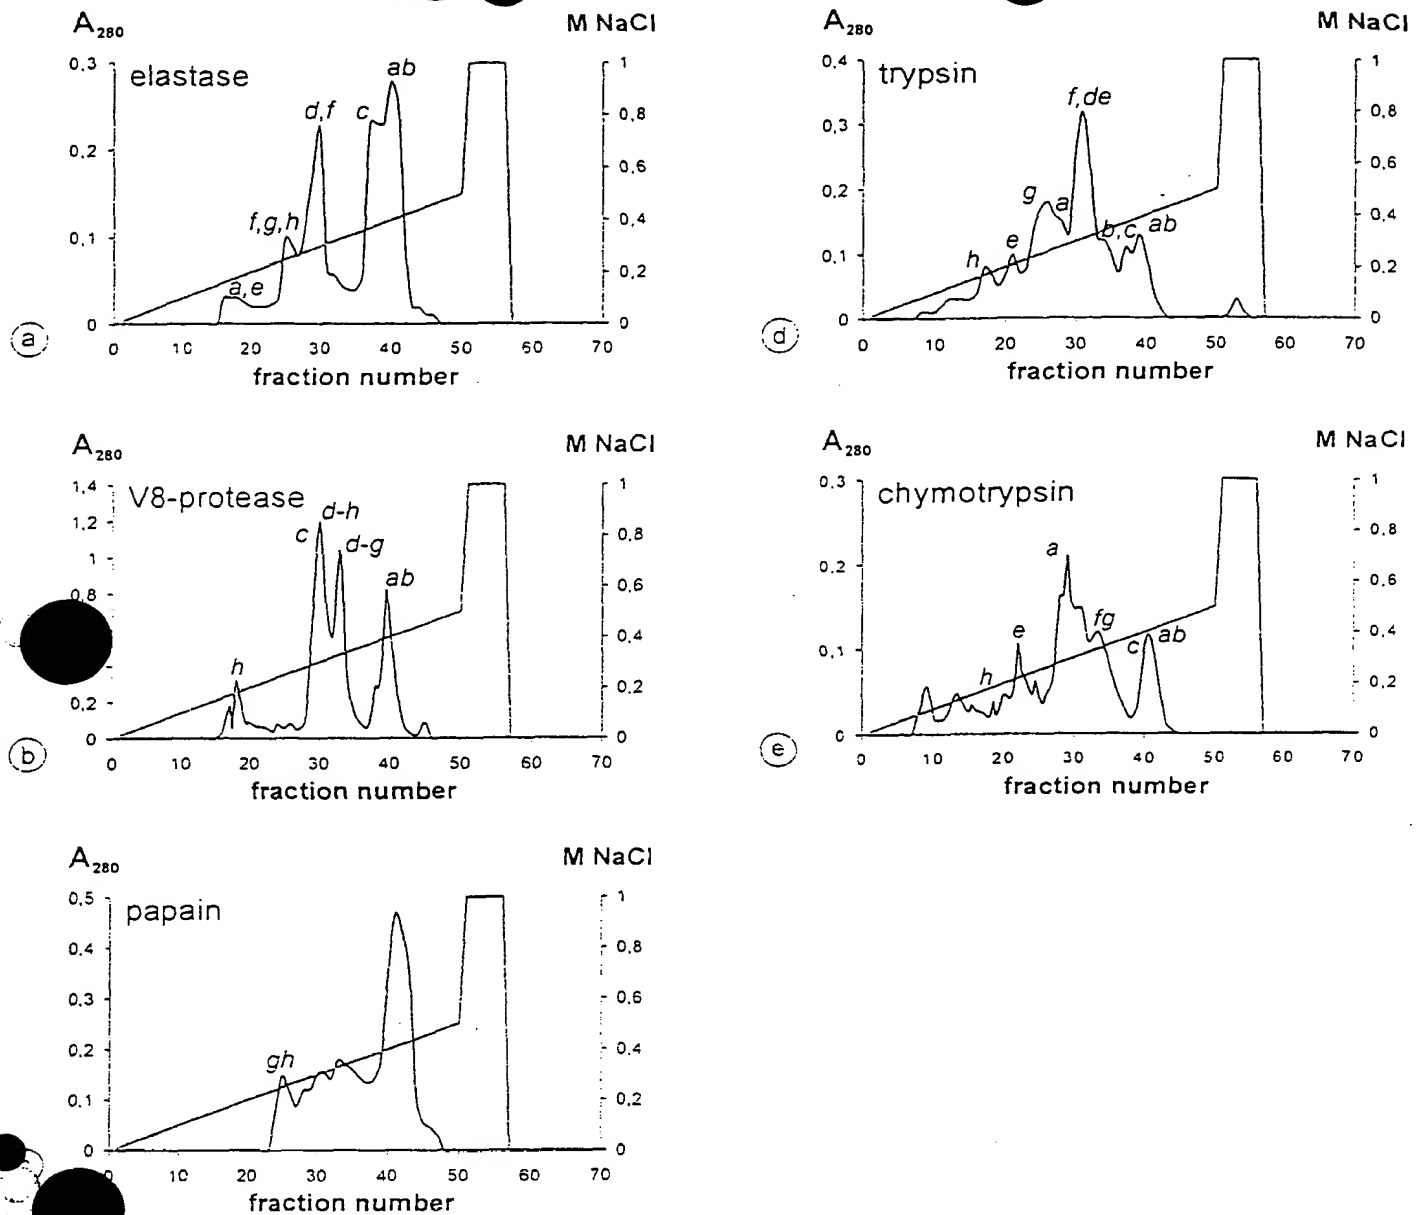 A280 M NaCl
elastase
0,3
0,2
0,1
0
1
0,8
0,6
0,4
0,2
0
a,e
f,g,h
d,f
c
ab
0 10 20 30 40 50 60 70
fraction number
a
A280 M NaCl
trypsin
0,4
0,3
0,2
0,1
0
1
0,8
0,6
0,4
0,2
0
h
e
g
a
f,de
b,c
ab
0 10 20 30 40 50 60 70
fraction number
d
A280 M NaCl
V8-protease
1,4
1,2
1
0,8
0,2
0
1
0,8
0,6
0,4
0,2
0
h
c
d-h
d-g
ab
0 10 20 30 40 50 60 70
fraction number
b
A280 M NaCl
chymotrypsin
0,3
0,2
0,1
0
1
0,8
0,6
0,4
0,2
0
h
e
a
fg
c
ab
0 10 20 30 40 50 60 70
fraction number
e
A280 M NaCl
papain
0,5
0,4
0,3
0,2
0,1
0
1
0,8
0,6
0,4
0,2
0
gh
0 10 20 30 40 50 60 70
fraction number